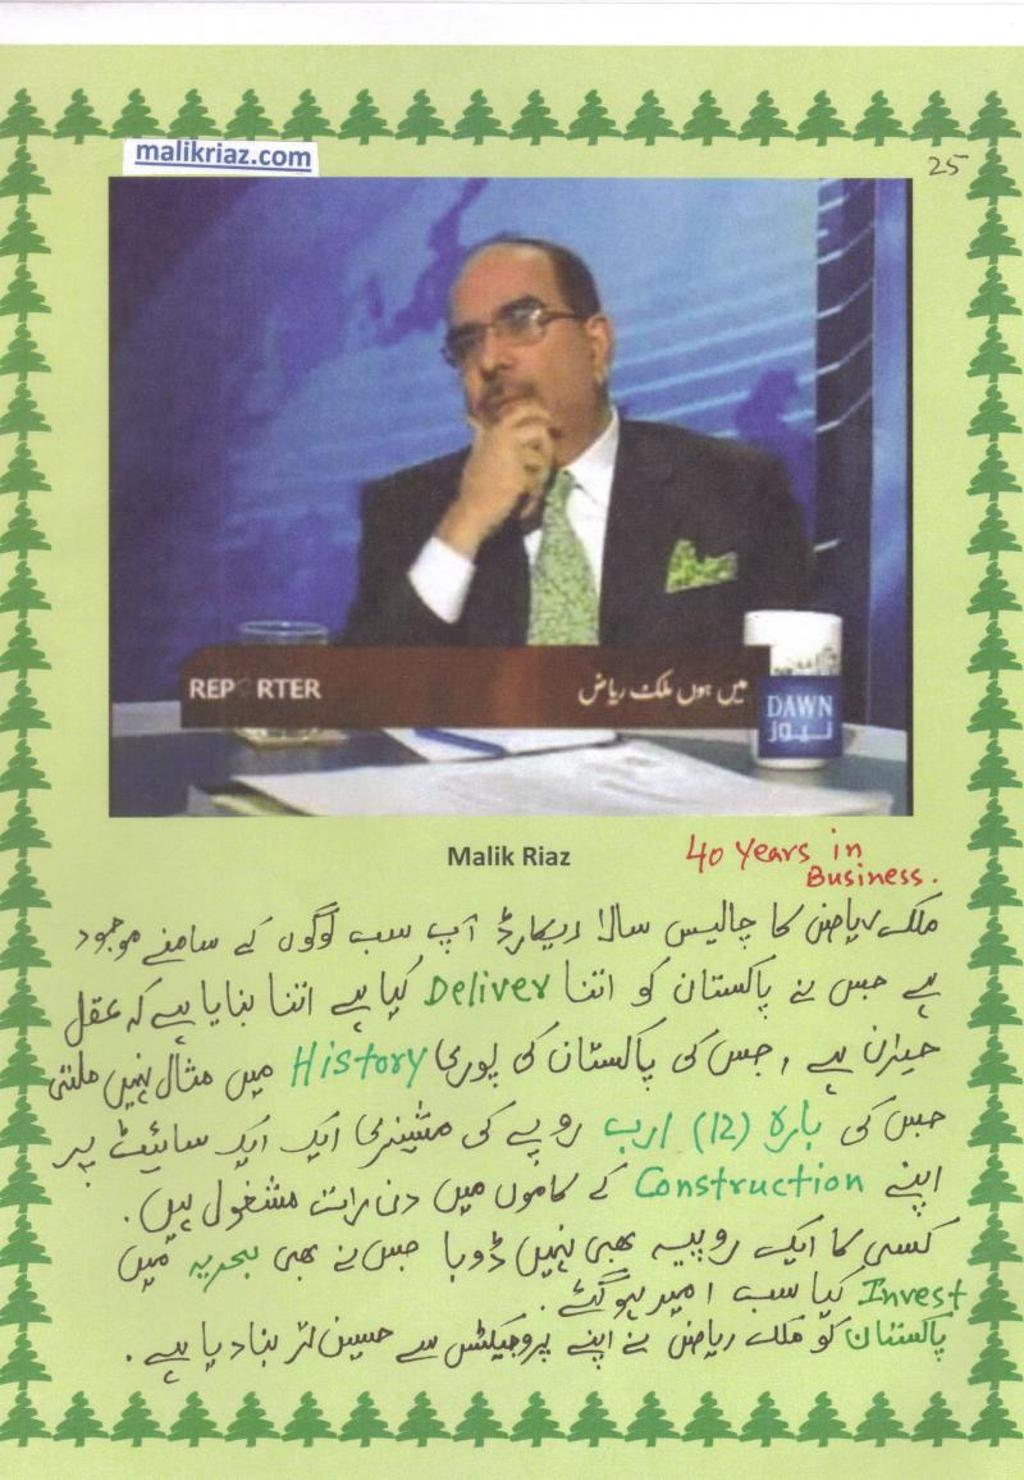 malikriaz.com
25
REPORTER
میں ہوں ملک ریاض
DAWN
نیوز
Malik Riaz
40 Years in
Business.
ملک ریاض کا چالیس سالا ریکارڈ آپ سب لوگوں کے سامنے موجود
ہے جس نے پاکستان کو اتنا Deliver کیا ہے اتنا بنایا ہے کہ عقل
حیران ہے، جس کی پاکستان کی پوری History میں مثال نہیں ملتی
جس کی بارہ (12) ارب روپے کی مشینری ایک ایک سائیٹ پر
اپنے Construction کے کاموں میں دن رات مشغول ہیں۔
کسی کا ایک روپیہ بھی نہیں ڈوبا جس نے بھی بحریہ میں
Invest کیا سب امیر ہو گئے۔
پاکستان کو ملک ریاض نے اپنے پروجیکٹس سے حسین تر بنا دیا ہے۔